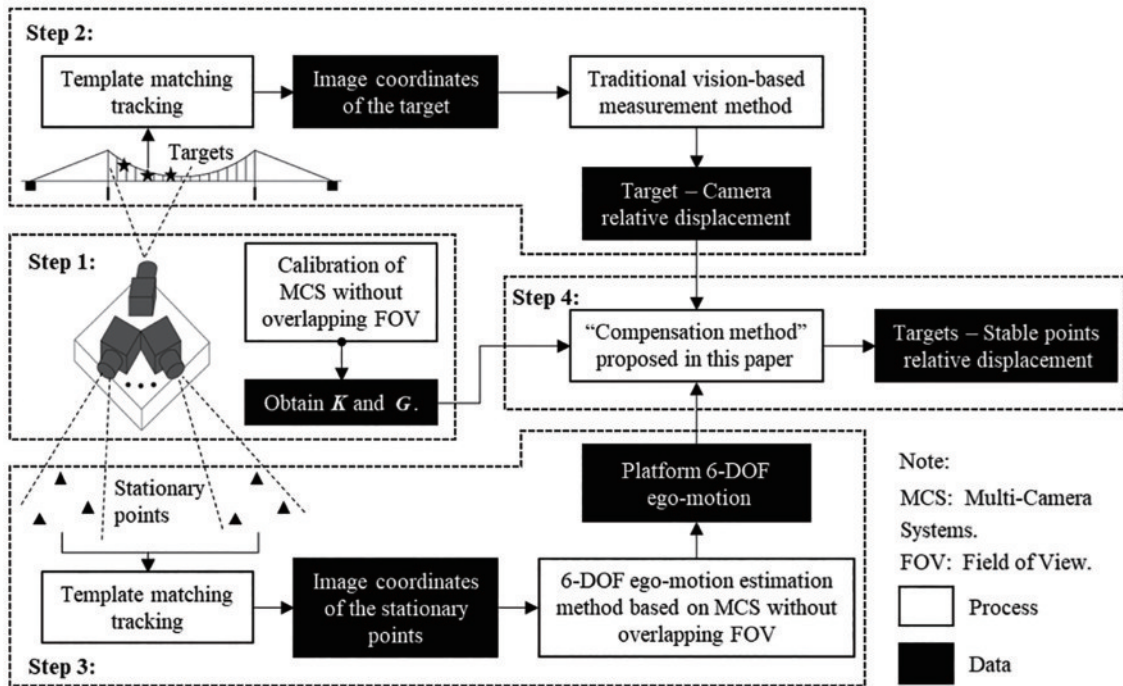 Step 2:
Template matching
tracking
Image coordinates
of the target
Traditional vision-based
measurement method
Targets
Target – Camera
relative displacement
Step 1:
Calibration of
MCS without
overlapping FOV
Obtain K and G.
Step 4:
“Compensation method”
proposed in this paper
Targets – Stable points
relative displacement
Stationary
points
Template matching
tracking
Image coordinates
of the stationary
points
6-DOF ego-motion estimation
method based on MCS without
overlapping FOV
Platform 6-DOF
ego-motion
Step 3:
Note:
MCS: Multi-Camera
Systems.
FOV: Field of View.
Process
Data